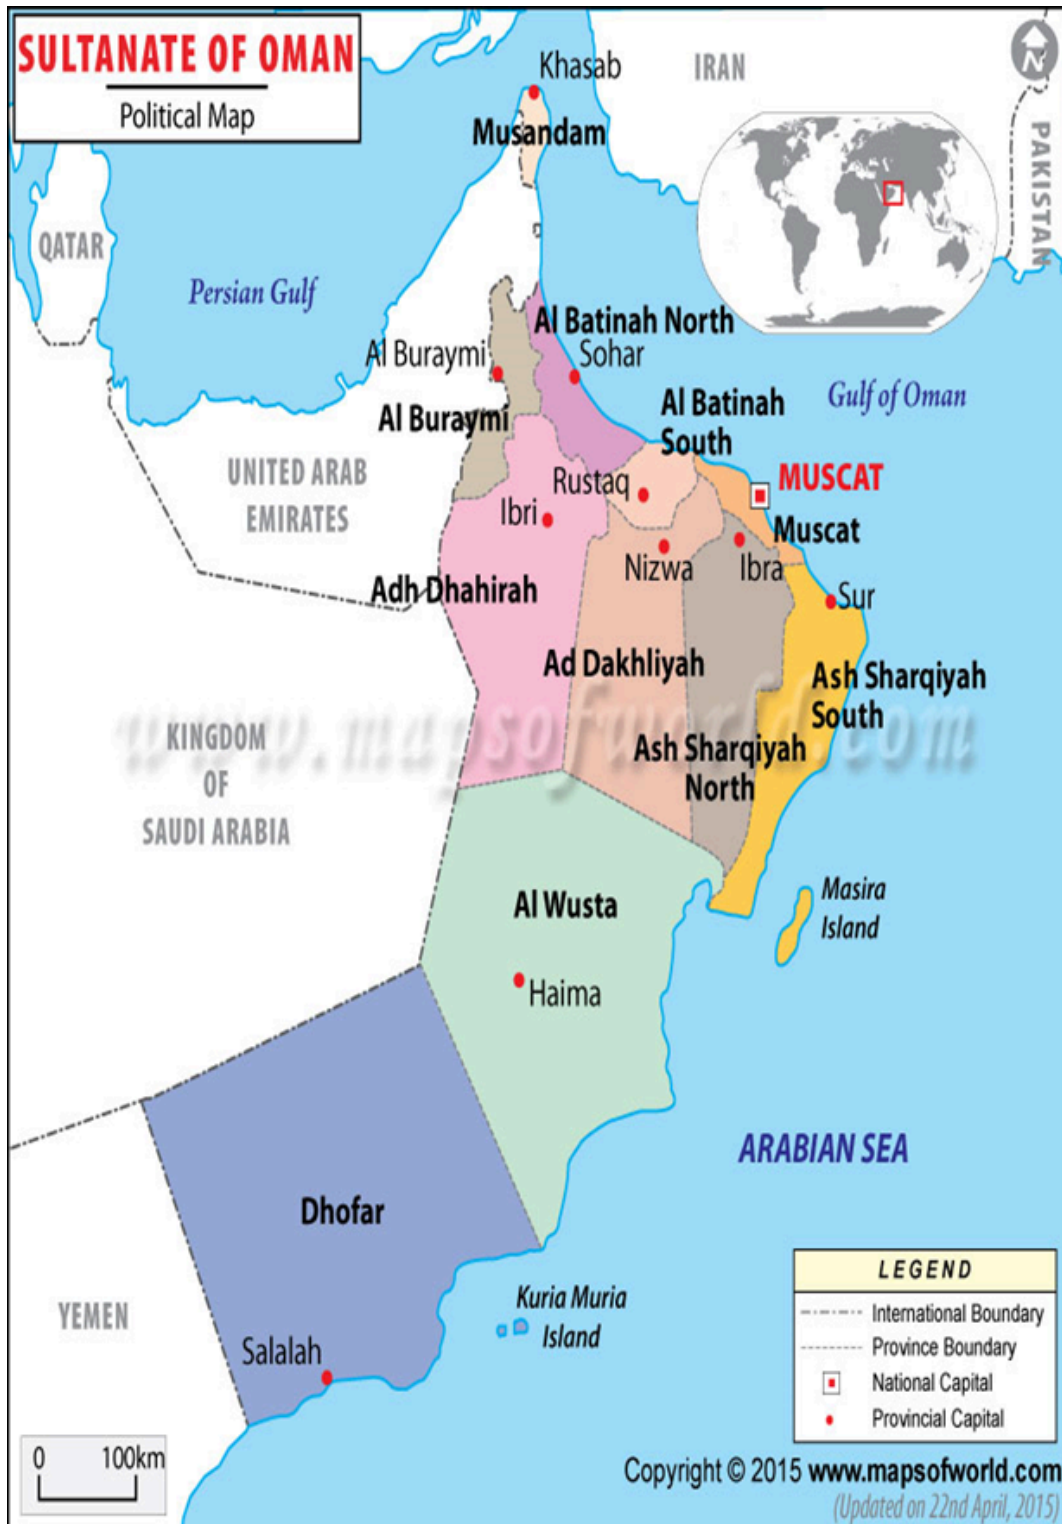 SULTANATE OF OMAN
Political Map
Khasab
IRAN
N
Musandam
PAKISTAN
QATAR
Persian Gulf
Al Batinah North
Al Buraymi
Sohar
Gulf of Oman
Al Buraymi
Al Batinah
South
UNITED ARAB
EMIRATES
Rustaq
MUSCAT
Ibri
Muscat
Nizwa
Ibra
Adh Dhahirah
Sur
Ad Dakhliyah
Ash Sharqiyah
South
www.mapsofworld.com
KINGDOM
OF
SAUDI ARABIA
Ash Sharqiyah
North
Al Wusta
Masira
Island
Haima
ARABIAN SEA
Dhofar
YEMEN
Kuria Muria
Island
Salalah
LEGEND
International Boundary
Province Boundary
National Capital
Provincial Capital
0 100km
Copyright © 2015 www.mapsofworld.com
(Updated on 22nd April, 2015)